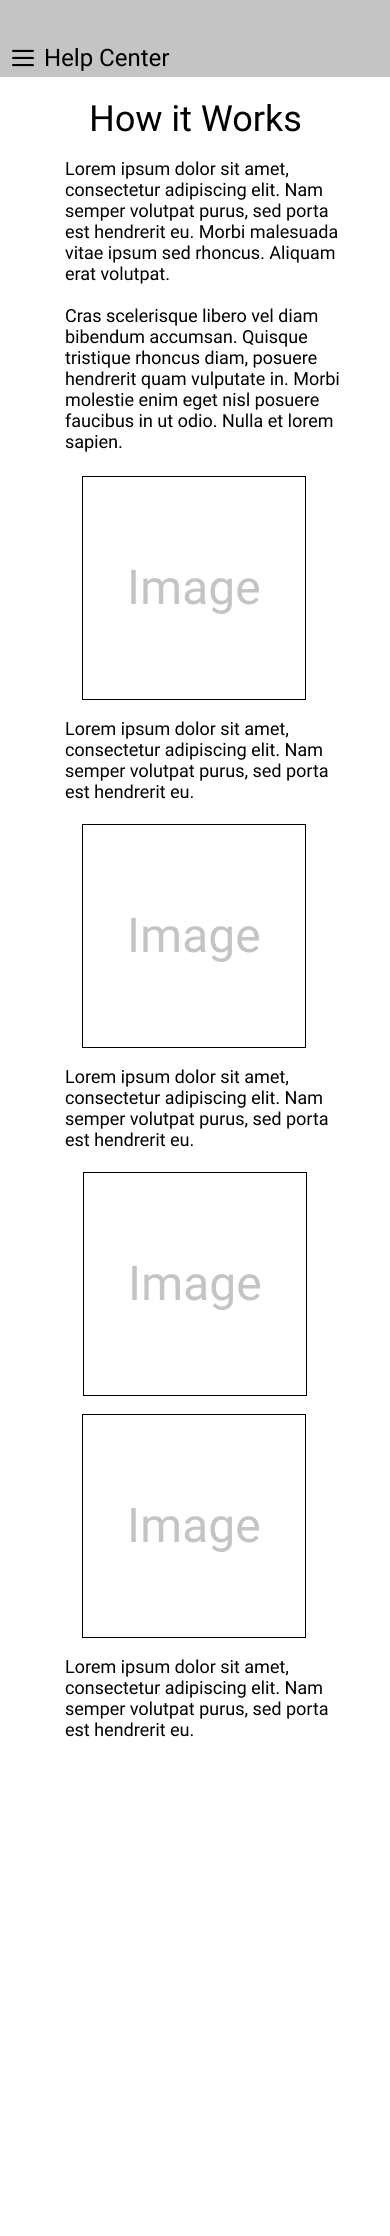 Help Center
How it Works
Lorem ipsum dolor sit amet,
consectetur adipiscing elit. Nam
semper volutpat purus, sed porta
est hendrerit eu. Morbi malesuada
vitae ipsum sed rhoncus. Aliquam
erat volutpat.
Cras scelerisque libero vel diam
bibendum accumsan. Quisque
tristique rhoncus diam, posuere
hendrerit quam vulputate in. Morbi
molestie enim eget nisl posuere
faucibus in ut odio. Nulla et lorem
sapien.
Image
Lorem ipsum dolor sit amet,
consectetur adipiscing elit. Nam
semper volutpat purus, sed porta
est hendrerit eu.
Image
Lorem ipsum dolor sit amet,
consectetur adipiscing elit. Nam
semper volutpat purus, sed porta
est hendrerit eu.
Image
Image
Lorem ipsum dolor sit amet,
consectetur adipiscing elit. Nam
semper volutpat purus, sed porta
est hendrerit eu.